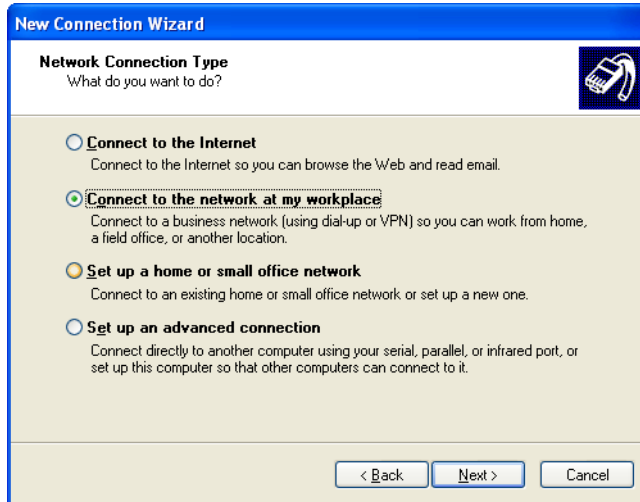 New Connection Wizard
Network Connection Type
What do you want to do?
Connect to the Internet
Connect to the Internet so you can browse the Web and read email.
Connect to the network at my workplace
Connect to a business network (using dial-up or VPN) so you can work from home,
a field office, or another location.
Set up a home or small office network
Connect to an existing home or small office network or set up a new one.
Set up an advanced connection
Connect directly to another computer using your serial, parallel, or infrared port, or
set up this computer so that other computers can connect to it.
< Back Next > Cancel